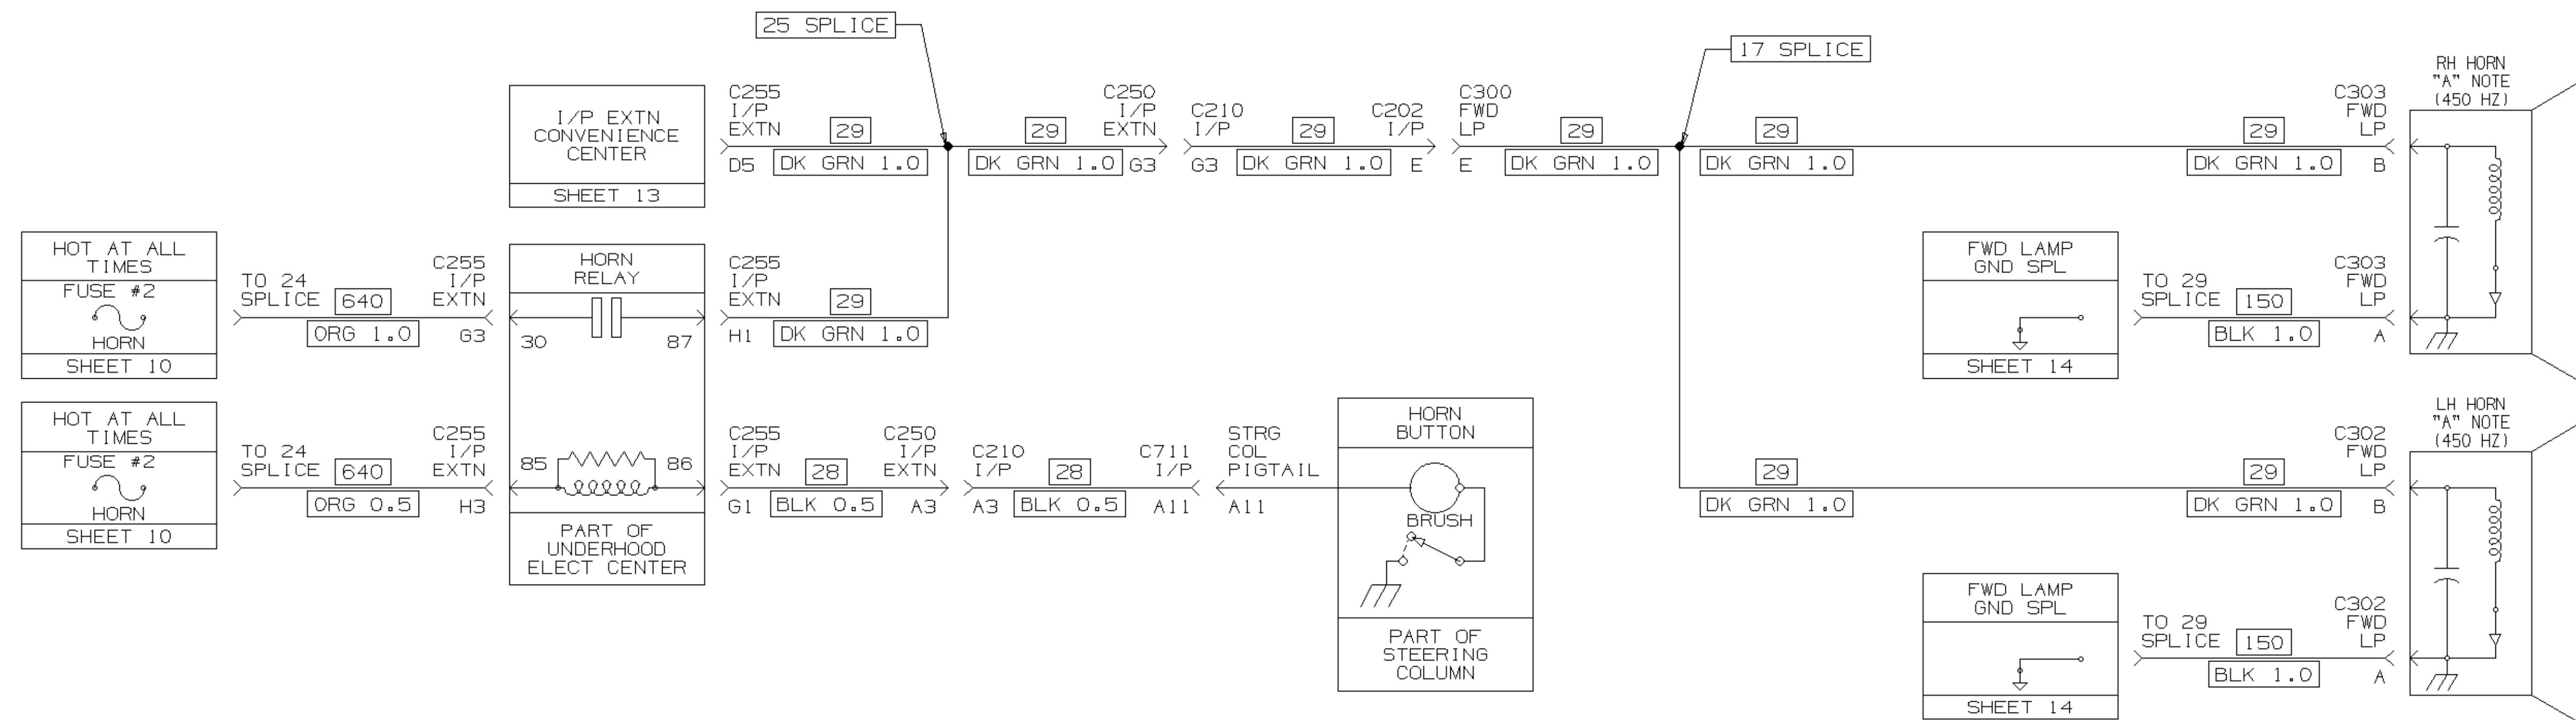 25 SPLICE
17 SPLICE
I/P EXTN
CONVENIENCE
CENTER
SHEET 13
C255
I/P
EXTN
D5
29
DK GRN 1.0
29
DK GRN 1.0
C250
I/P
EXTN
G3
C210
I/P
G3
29
DK GRN 1.0
C202
I/P
E
C300
FWD
LP
E
29
DK GRN 1.0
29
DK GRN 1.0
29
DK GRN 1.0
C303
FWD
LP
B
RH HORN
"A" NOTE
(450 HZ)
HOT AT ALL
TIMES
FUSE #2
HORN
SHEET 10
TO 24
SPLICE
640
ORG 1.0
C255
I/P
EXTN
G3
HORN
RELAY
30
87
C255
I/P
EXTN
H1
29
DK GRN 1.0
FWD LAMP
GND SPL
SHEET 14
TO 29
SPLICE
150
BLK 1.0
C303
FWD
LP
A
HOT AT ALL
TIMES
FUSE #2
HORN
SHEET 10
TO 24
SPLICE
640
ORG 0.5
C255
I/P
EXTN
H3
85
86
PART OF
UNDERHOOD
ELECT CENTER
C255
I/P
EXTN
G1
28
BLK 0.5
C250
I/P
EXTN
A3
C210
I/P
A3
28
BLK 0.5
C711
I/P
A11
STRG
COL
PIGTAIL
A11
HORN
BUTTON
BRUSH
PART OF
STEERING
COLUMN
29
DK GRN 1.0
29
DK GRN 1.0
C302
FWD
LP
B
LH HORN
"A" NOTE
(450 HZ)
FWD LAMP
GND SPL
SHEET 14
TO 29
SPLICE
150
BLK 1.0
C302
FWD
LP
A